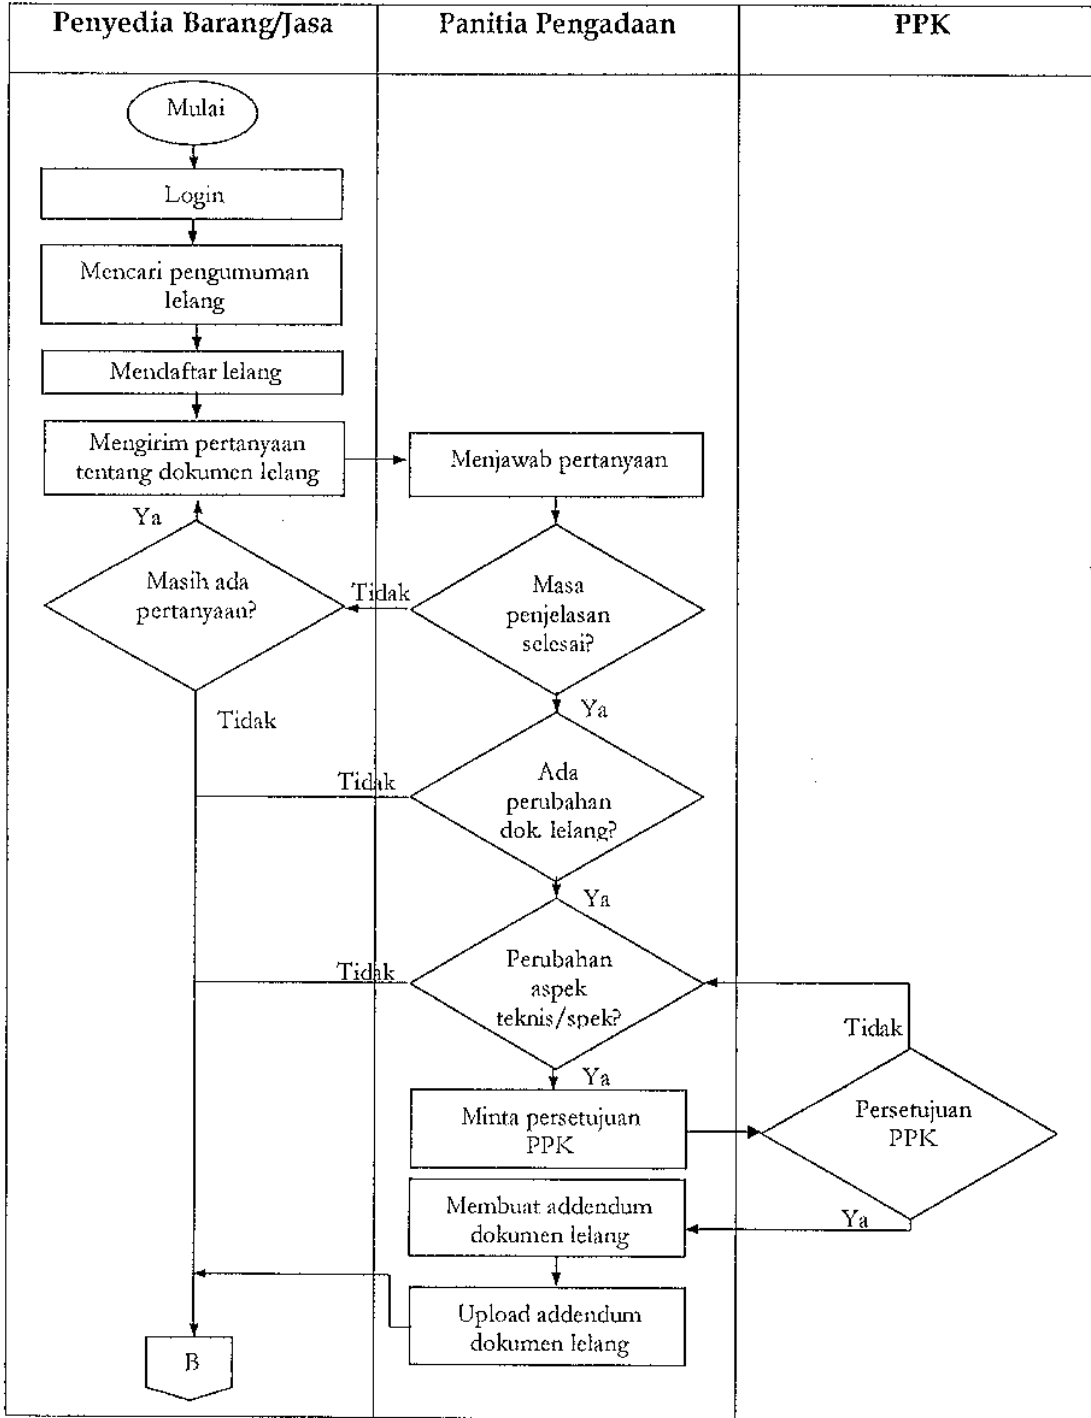 Penyedia Barang/Jasa
Panitia Pengadaan
PPK
Mulai
Login
Mencari pengumuman
lelang
Mendaftar lelang
Mengirim pertanyaan
tentang dokumen lelang
Menjawab pertanyaan
Ya
Masih ada
pertanyaan?
Tidak
Masa
penjelasan
selesai?
Tidak
Ya
Tidak
Ada
perubahan
dok. lelang?
Ya
Tidak
Perubahan
aspek
teknis/spek?
Tidak
Ya
Minta persetujuan
PPK
Persetujuan
PPK
Membuat addendum
dokumen lelang
Ya
Upload addendum
dokumen lelang
B